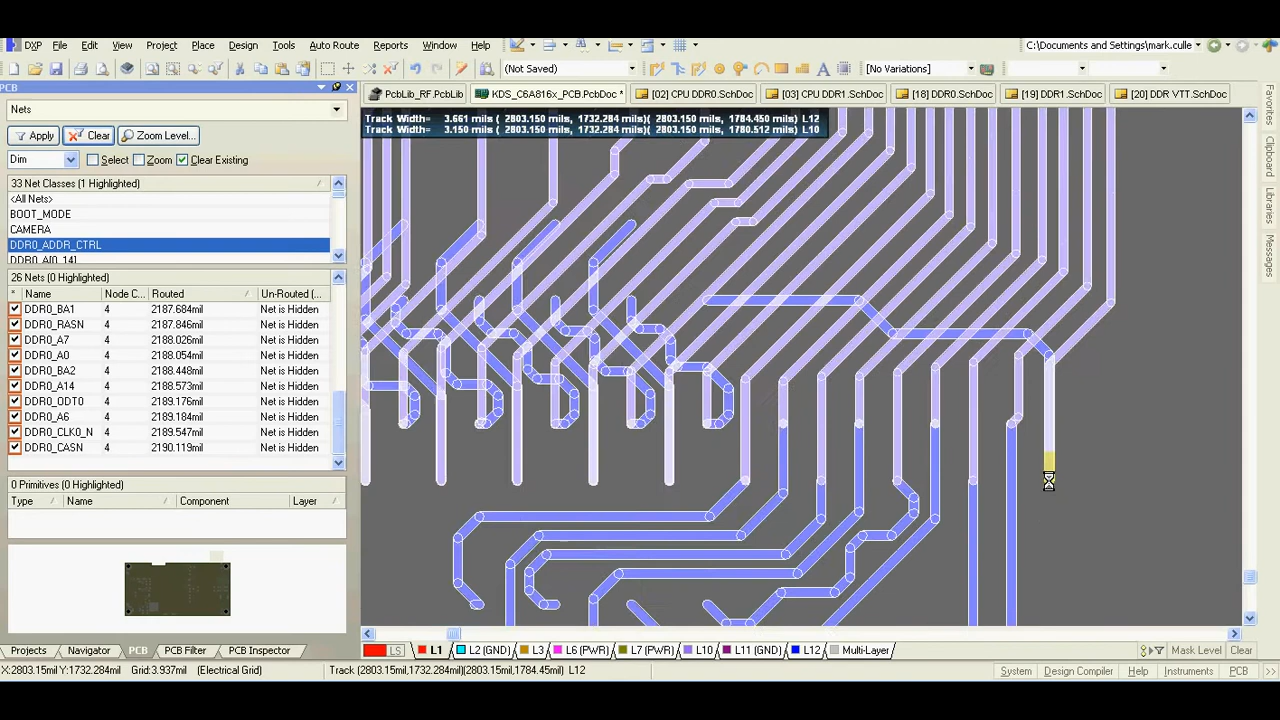 DXP File Edit View Project Place Design Tools Auto Route Reports Window Help C:\Documents and Settings\mark.culle
(Not Saved) [No Variations]
PCB PcbLib_RF.PcbLib KDS_C6A816x_PCB.PcbDoc * [02] CPU DDR0.SchDoc [03] CPU DDR1.SchDoc [18] DDR0.SchDoc [19] DDR1.SchDoc [20] DDR VTT.SchDoc
Nets
Track Width= 3.661 mils ( 2803.150 mils, 1732.284 mils)( 2803.150 mils, 1784.450 mils) L12
Track Width= 3.150 mils ( 2803.150 mils, 1732.284 mils)( 2803.150 mils, 1780.512 mils) L10
Apply Clear Zoom Level...
Dim Select Zoom Clear Existing
33 Net Classes (1 Highlighted)
<All Nets>
BOOT_MODE
CAMERA
DDR0_ADDR_CTRL
DDR0_A[0_14]
26 Nets (0 Highlighted)
* Name Node C... Routed Un-Routed (...
DDR0_BA1 4 2187.684mil Net is Hidden
DDR0_RASN 4 2187.846mil Net is Hidden
DDR0_A7 4 2188.026mil Net is Hidden
DDR0_A0 4 2188.054mil Net is Hidden
DDR0_BA2 4 2188.448mil Net is Hidden
DDR0_A14 4 2188.573mil Net is Hidden
DDR0_ODT0 4 2189.176mil Net is Hidden
DDR0_A6 4 2189.184mil Net is Hidden
DDR0_CLK0_N 4 2189.547mil Net is Hidden
DDR0_CASN 4 2190.119mil Net is Hidden
0 Primitives (0 Highlighted)
Type Name Component Layer
Favorites
Clipboard
Libraries
Messages
Projects Navigator PCB PCB Filter PCB Inspector LS L1 L2 (GND) L3 L6 (PWR) L7 (PWR) L10 L11 (GND) L12 Multi-Layer Mask Level Clear
X:2803.15mil Y:1732.284mil Grid:3.937mil (Electrical Grid) Track (2803.15mil,1732.284mil)(2803.15mil,1784.45mil) L12 System Design Compiler Help Instruments PCB >>